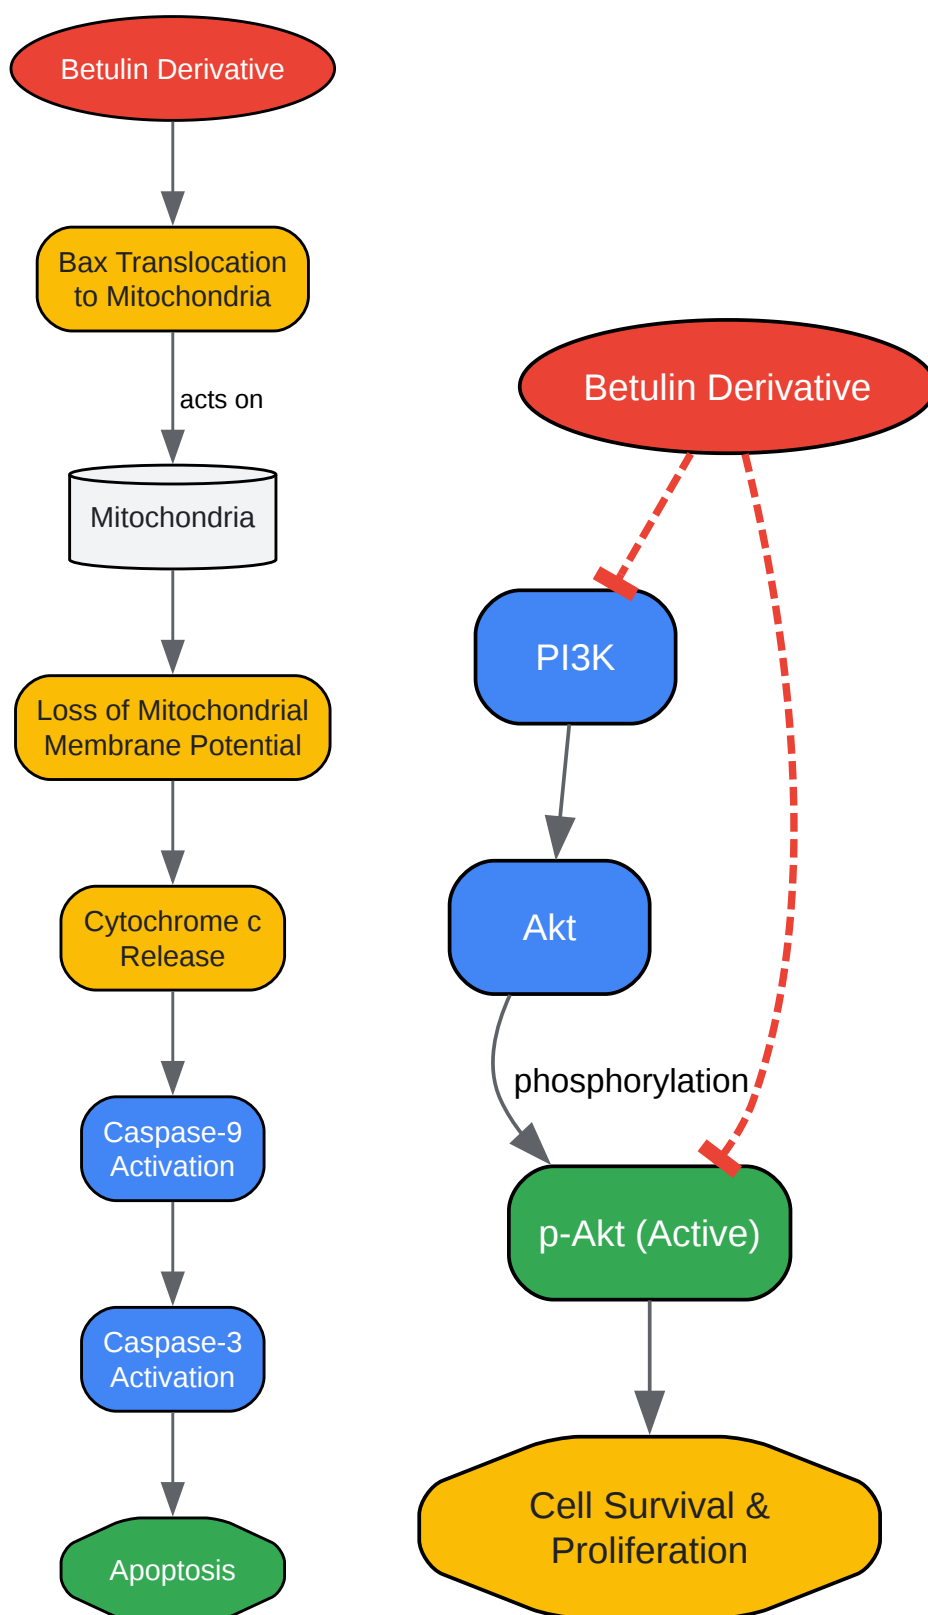 Betulin Derivative
Bax Translocation
to Mitochondria
acts on
Mitochondria
Loss of Mitochondrial
Membrane Potential
Cytochrome c
Release
Caspase-9
Activation
Caspase-3
Activation
Apoptosis
Betulin Derivative
PI3K
Akt
phosphorylation
p-Akt (Active)
Cell Survival &
Proliferation